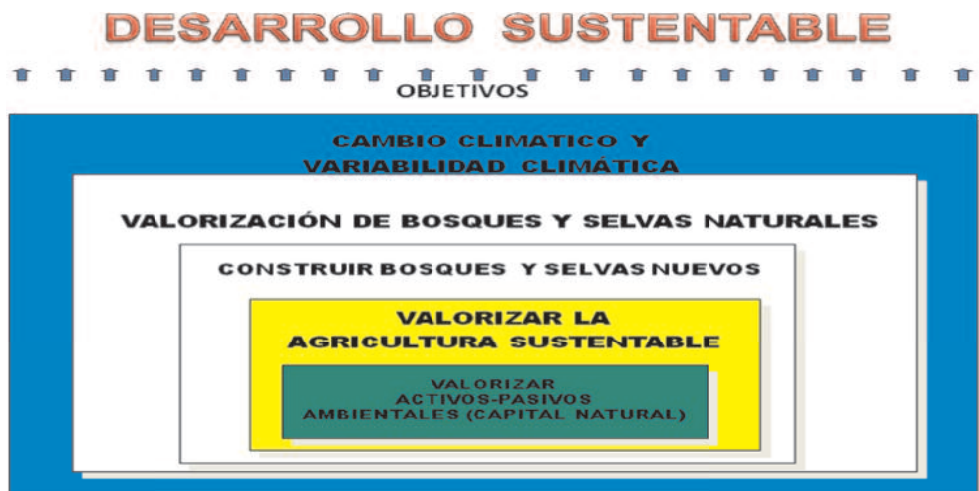 DESARROLLO SUSTENTABLE
OBJETIVOS
CAMBIO CLIMATICO Y
VARIABILIDAD CLIMÁTICA
VALORIZACIÓN DE BOSQUES Y SELVAS NATURALES
CONSTRUIR BOSQUES Y SELVAS NUEVOS
VALORIZAR LA
AGRICULTURA SUSTENTABLE
VALORIZAR
ACTIVOS-PASIVOS
AMBIENTALES (CAPITAL NATURAL)